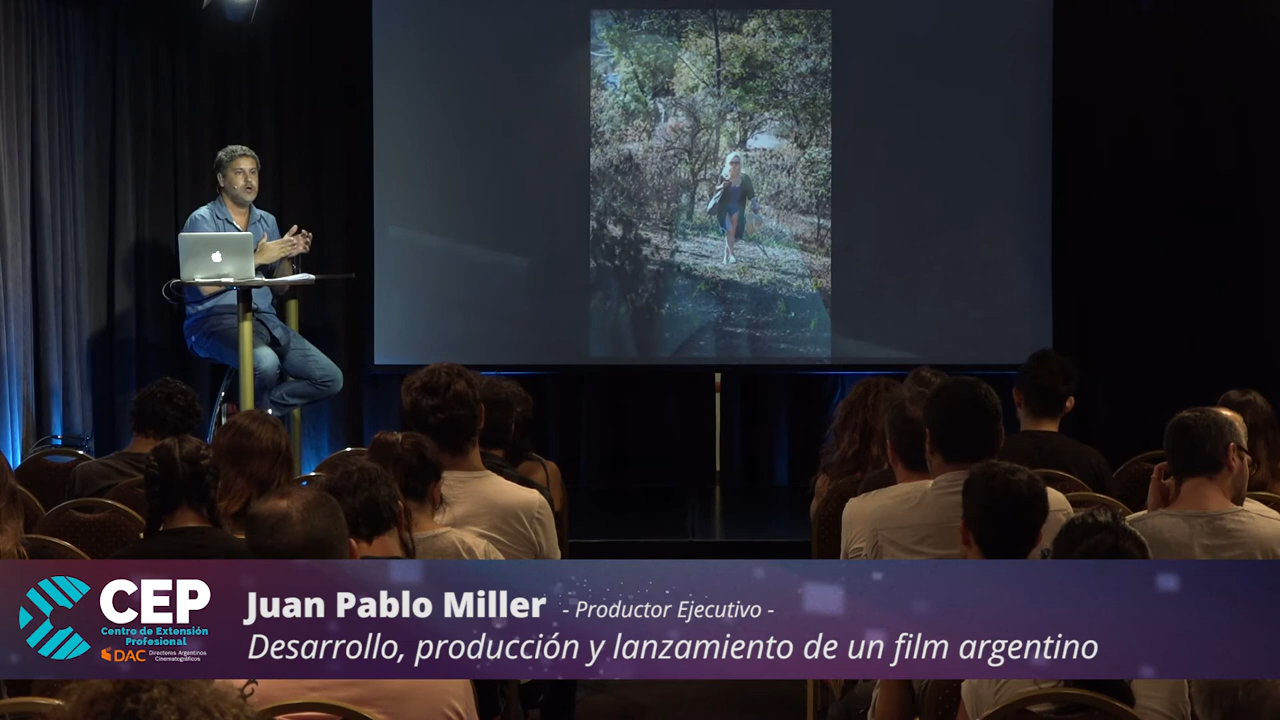 CEP
Centro de Extensión
Profesional
DAC Directores Argentinos
Cinematográficos
Juan Pablo Miller - Productor Ejecutivo -
Desarrollo, producción y lanzamiento de un film argentino